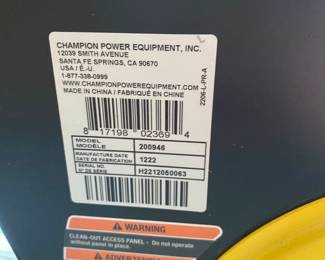 CHAMPION POWER EQUIPMENT, INC.
12039 SMITH AVENUE
SANTA FE SPRINGS, CA 90670
USA / É.-U.
1-877-338-0999
WWW.CHAMPIONPOWEREQUIPMENT.COM
MADE IN CHINA / FABRIQUÉ EN CHINE
2206-L-PR-A
8 17198 02369 4
MODEL
MODÈLE 200946
MANUFACTURE DATE
DATE DE FABRICATION 1222
SERIAL NO.
N° DE SÉRIE H2212050063
WARNING
CLEAN-OUT ACCESS PANEL - Do not operate
without panel in place.
ADVERTENCIA